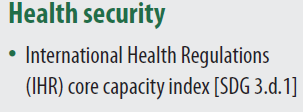 Health security
• International Health Regulations
(IHR) core capacity index [SDG 3.d.1]